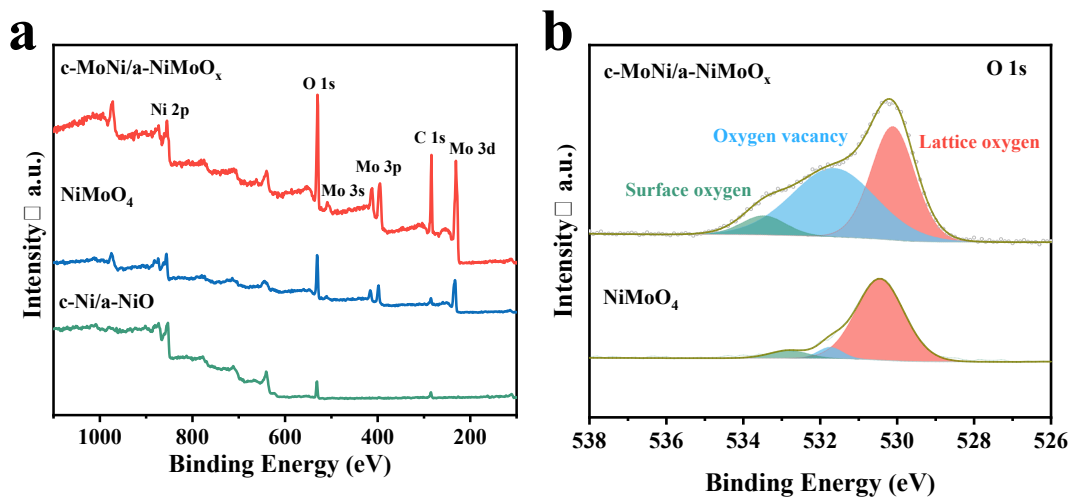 a
c-MoNi/a-NiMoOₓ
O 1s
Ni 2p
C 1s
Mo 3d
Mo 3p
Mo 3s
NiMoO₄
c-Ni/a-NiO
Intensity□ a.u.)
1000 800 600 400 200
Binding Energy (eV)
b
c-MoNi/a-NiMoOₓ
O 1s
Oxygen vacancy
Lattice oxygen
Surface oxygen
NiMoO₄
Intensity□ a.u.)
538 536 534 532 530 528 526
Binding Energy (eV)